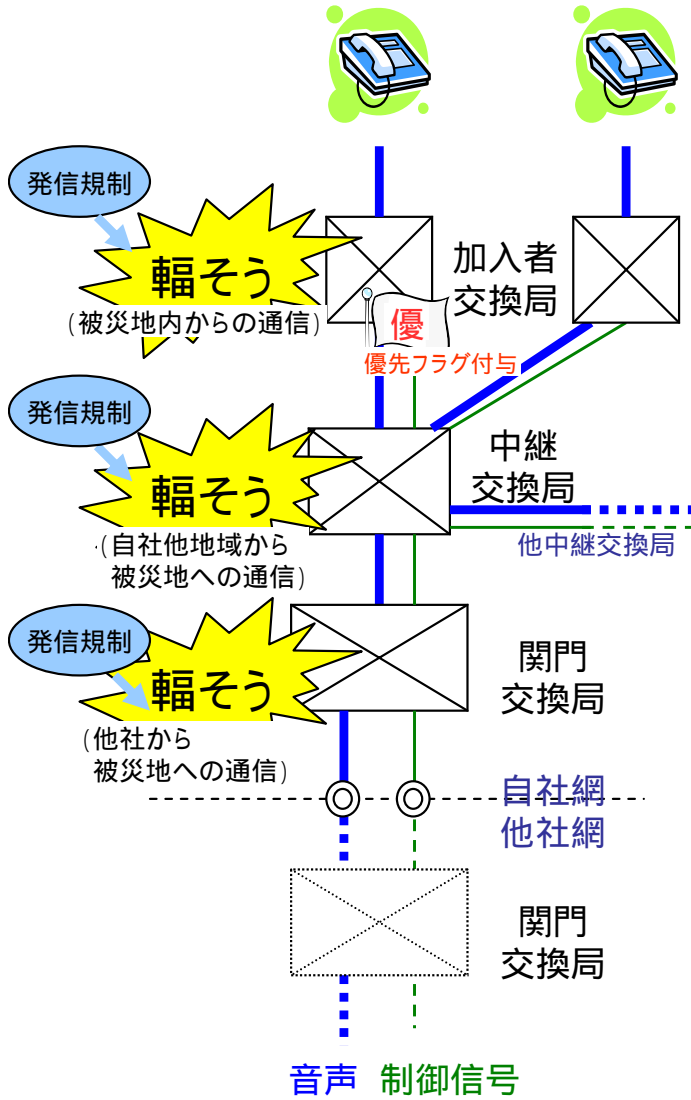 発信規制
輻そう
(被災地内からの通信)
加入者
交換局
優
優先フラグ付与
発信規制
輻そう
(自社他地域から
被災地への通信)
中継
交換局
他中継交換局
発信規制
輻そう
(他社から
被災地への通信)
関門
交換局
自社網
他社網
関門
交換局
音声 制御信号